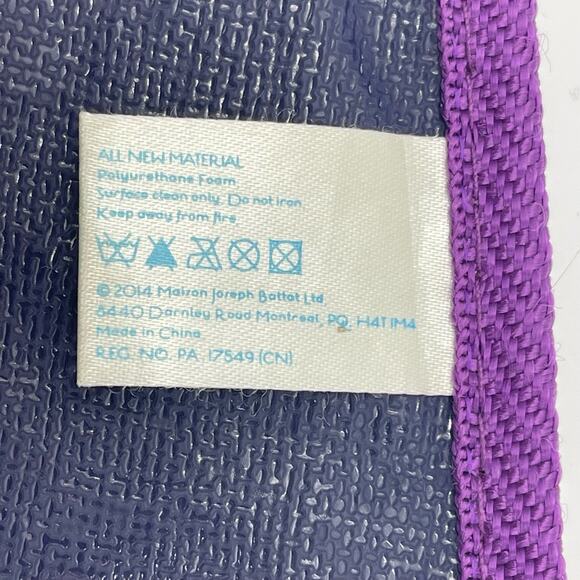 ALL NEW MATERIAL
Polyurethane Foam
Surface clean only. Do not iron
Keep away from fire
© 2014 Maison Joseph Battat Ltd.
8440 Darnley Road Montreal, PQ, H4T 1M4
Made in China
REG. NO. PA. 17549 (CN)